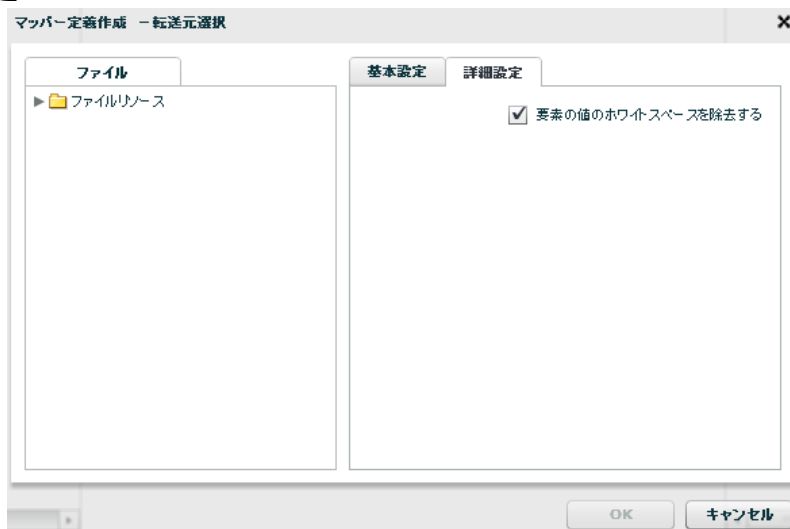 マッパー定義作成 －転送元選択
ファイル
ファイルリソース
基本設定
詳細設定
要素の値のホワイトスペースを除去する
OK
キャンセル